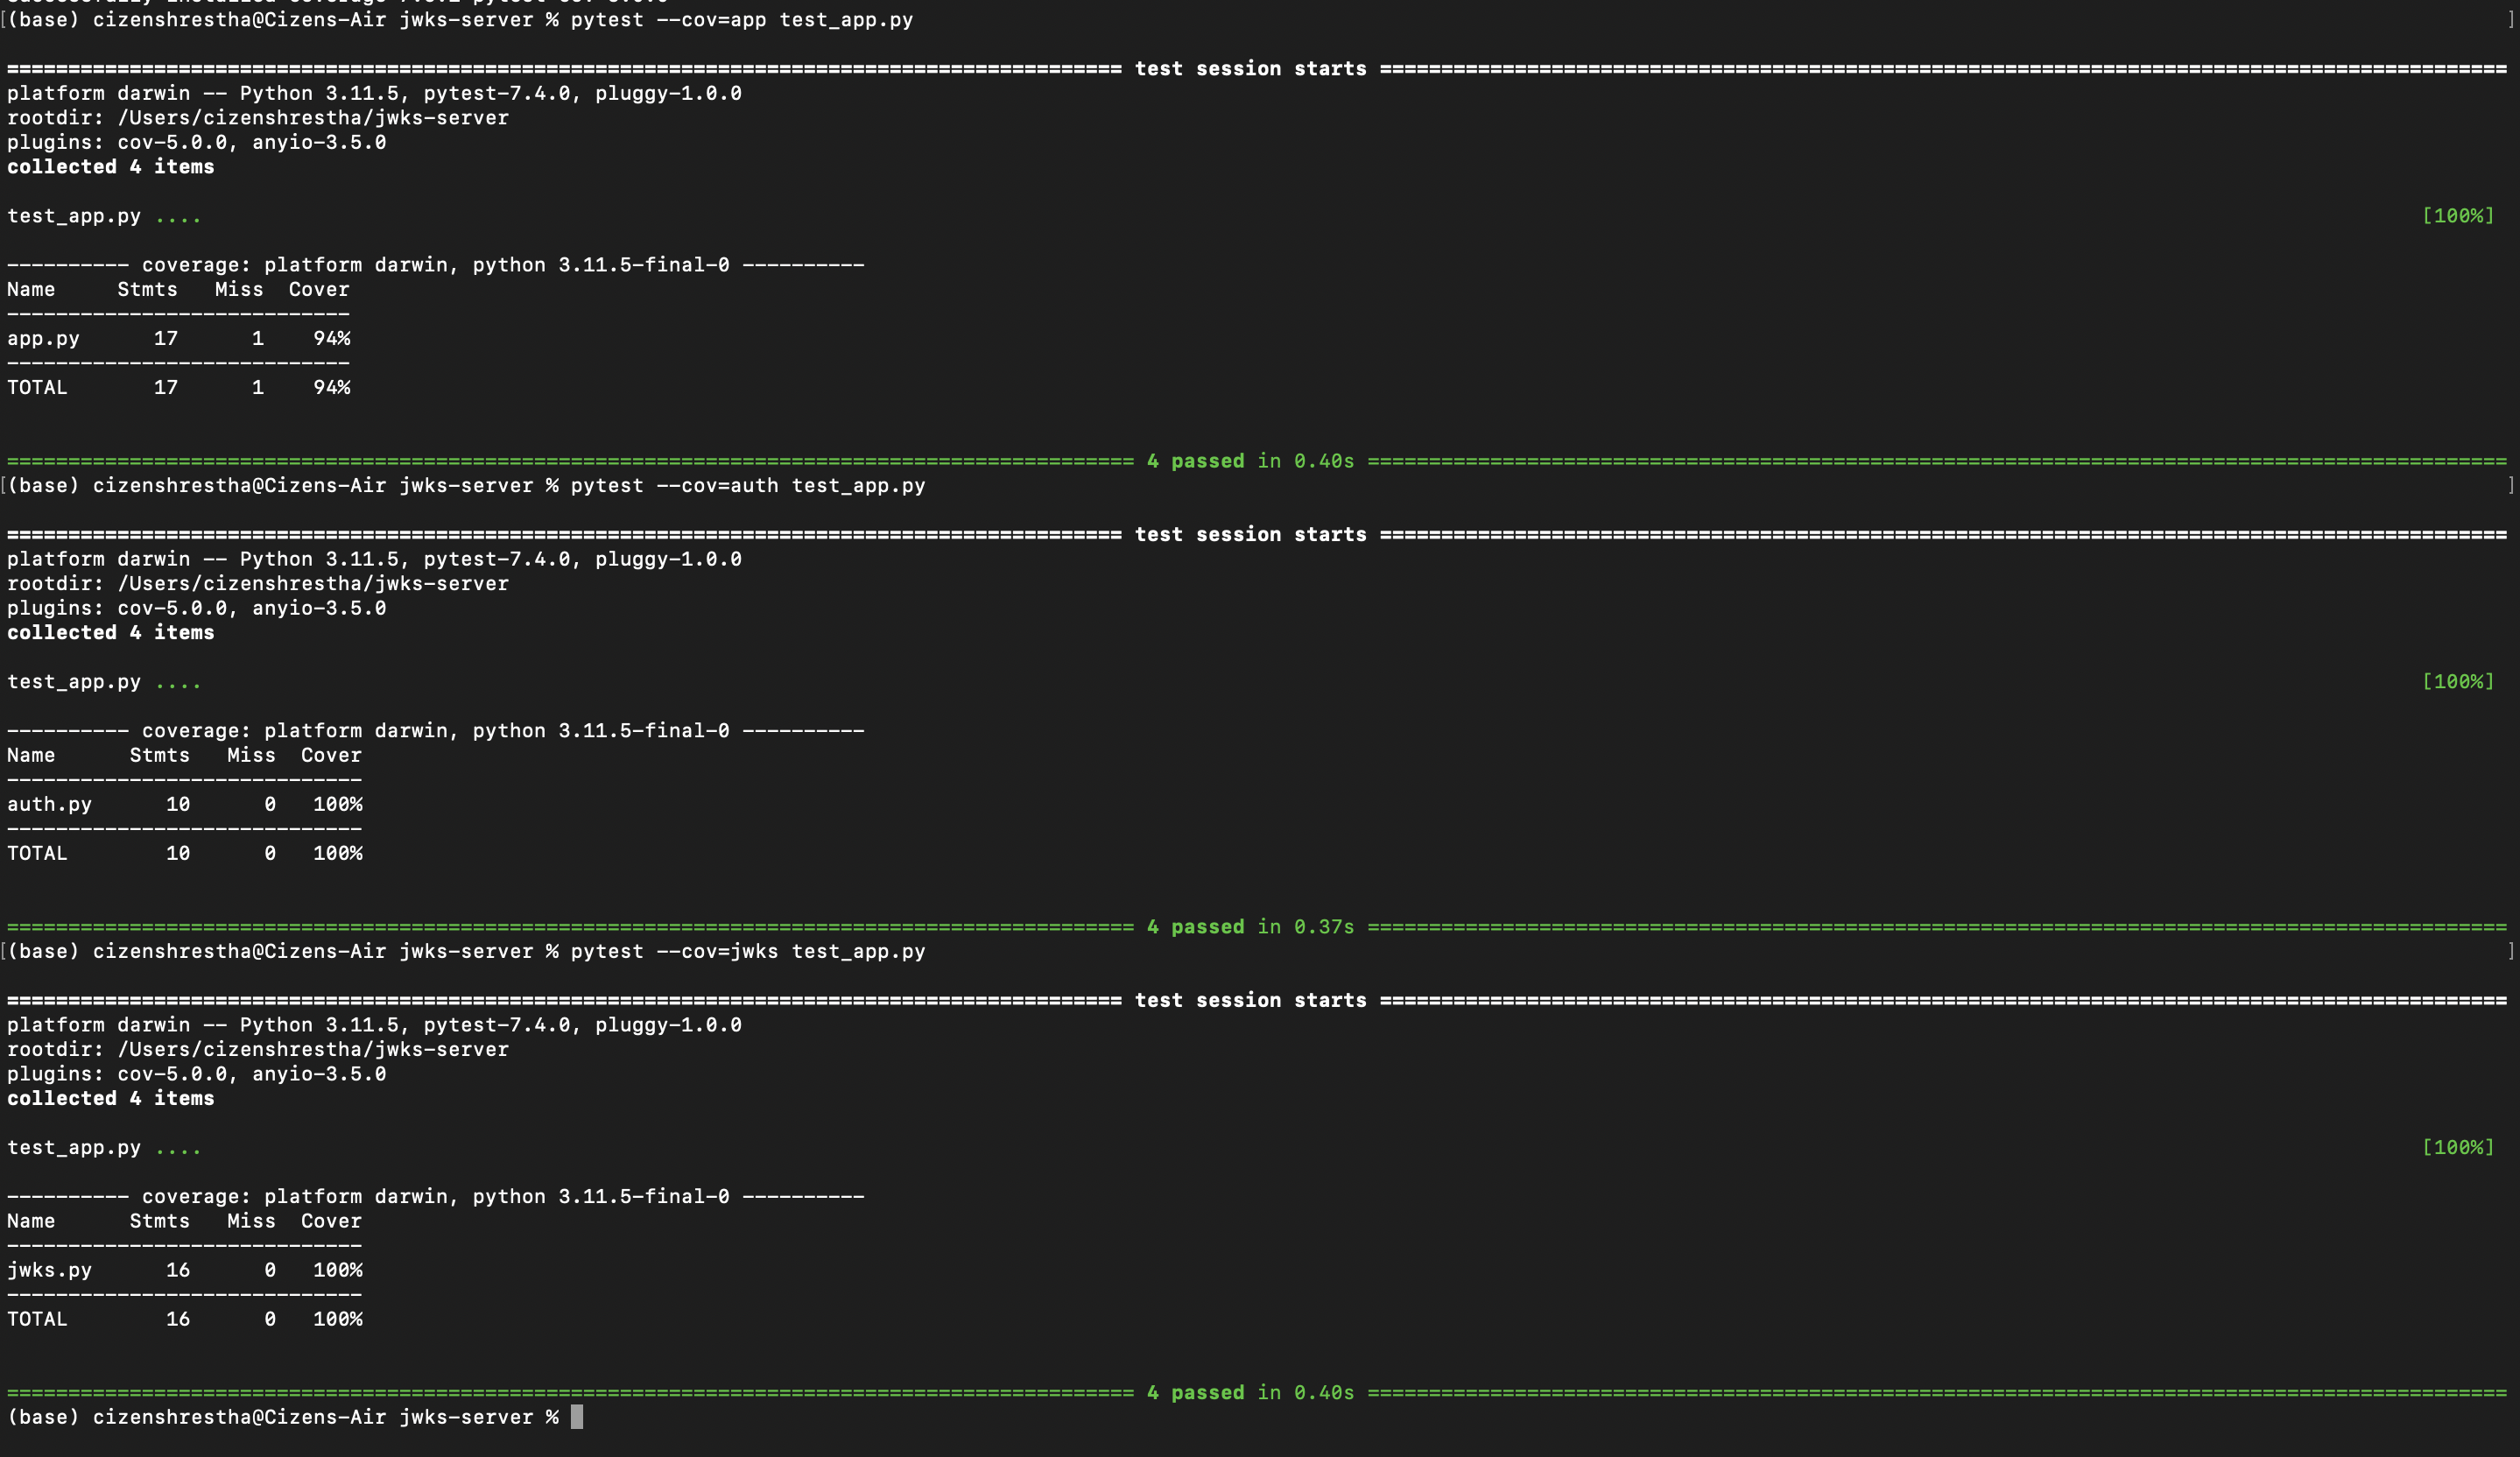 (base) cizenshrestha@Cizens-Air jwks-server % pytest --cov=app test_app.py
============================================================================================ test session starts =============================================================================================
platform darwin -- Python 3.11.5, pytest-7.4.0, pluggy-1.0.0
rootdir: /Users/cizenshrestha/jwks-server
plugins: cov-5.0.0, anyio-3.5.0
collected 4 items
test_app.py .... [100%]
---------- coverage: platform darwin, python 3.11.5-final-0 ----------
Name     Stmts   Miss  Cover
----------------------------
app.py      17      1    94%
----------------------------
TOTAL       17      1    94%
============================================================================================= 4 passed in 0.40s ==============================================================================================
(base) cizenshrestha@Cizens-Air jwks-server % pytest --cov=auth test_app.py
============================================================================================ test session starts =============================================================================================
platform darwin -- Python 3.11.5, pytest-7.4.0, pluggy-1.0.0
rootdir: /Users/cizenshrestha/jwks-server
plugins: cov-5.0.0, anyio-3.5.0
collected 4 items
test_app.py .... [100%]
---------- coverage: platform darwin, python 3.11.5-final-0 ----------
Name      Stmts   Miss  Cover
-----------------------------
auth.py      10      0   100%
-----------------------------
TOTAL        10      0   100%
============================================================================================= 4 passed in 0.37s ==============================================================================================
(base) cizenshrestha@Cizens-Air jwks-server % pytest --cov=jwks test_app.py
============================================================================================ test session starts =============================================================================================
platform darwin -- Python 3.11.5, pytest-7.4.0, pluggy-1.0.0
rootdir: /Users/cizenshrestha/jwks-server
plugins: cov-5.0.0, anyio-3.5.0
collected 4 items
test_app.py .... [100%]
---------- coverage: platform darwin, python 3.11.5-final-0 ----------
Name      Stmts   Miss  Cover
-----------------------------
jwks.py      16      0   100%
-----------------------------
TOTAL        16      0   100%
============================================================================================= 4 passed in 0.40s ==============================================================================================
(base) cizenshrestha@Cizens-Air jwks-server %